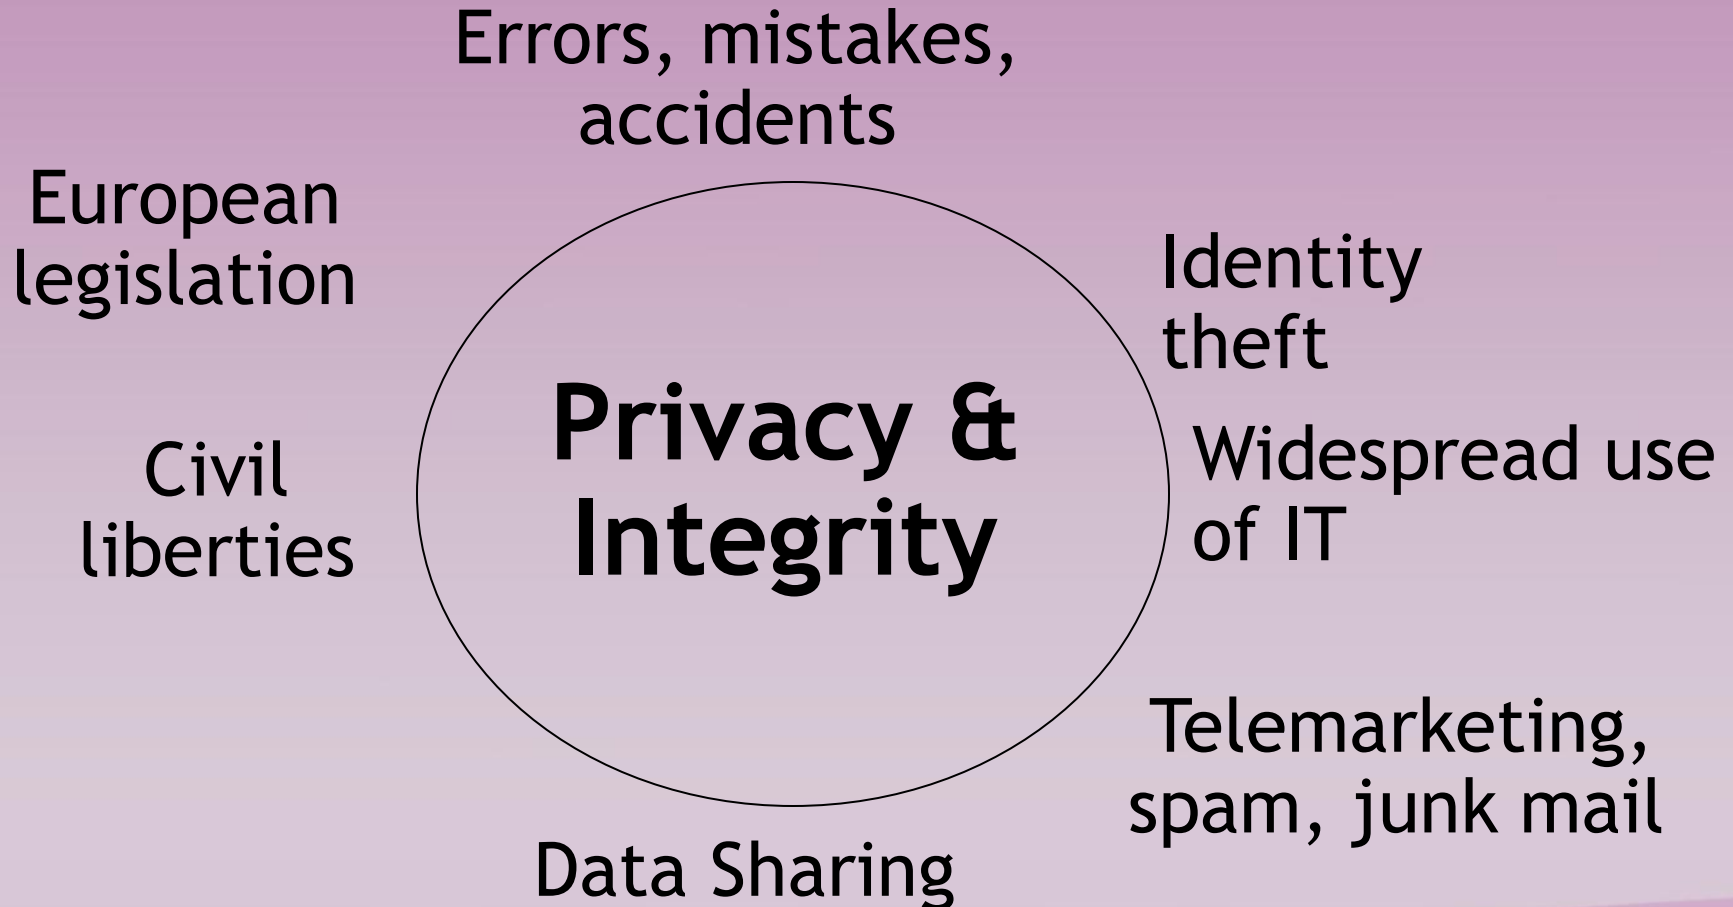 Errors, mistakes,
accidents
European
legislation
Identity
theft
Privacy &
Integrity
Civil
liberties
Widespread use
of IT
Telemarketing,
spam, junk mail
Data Sharing